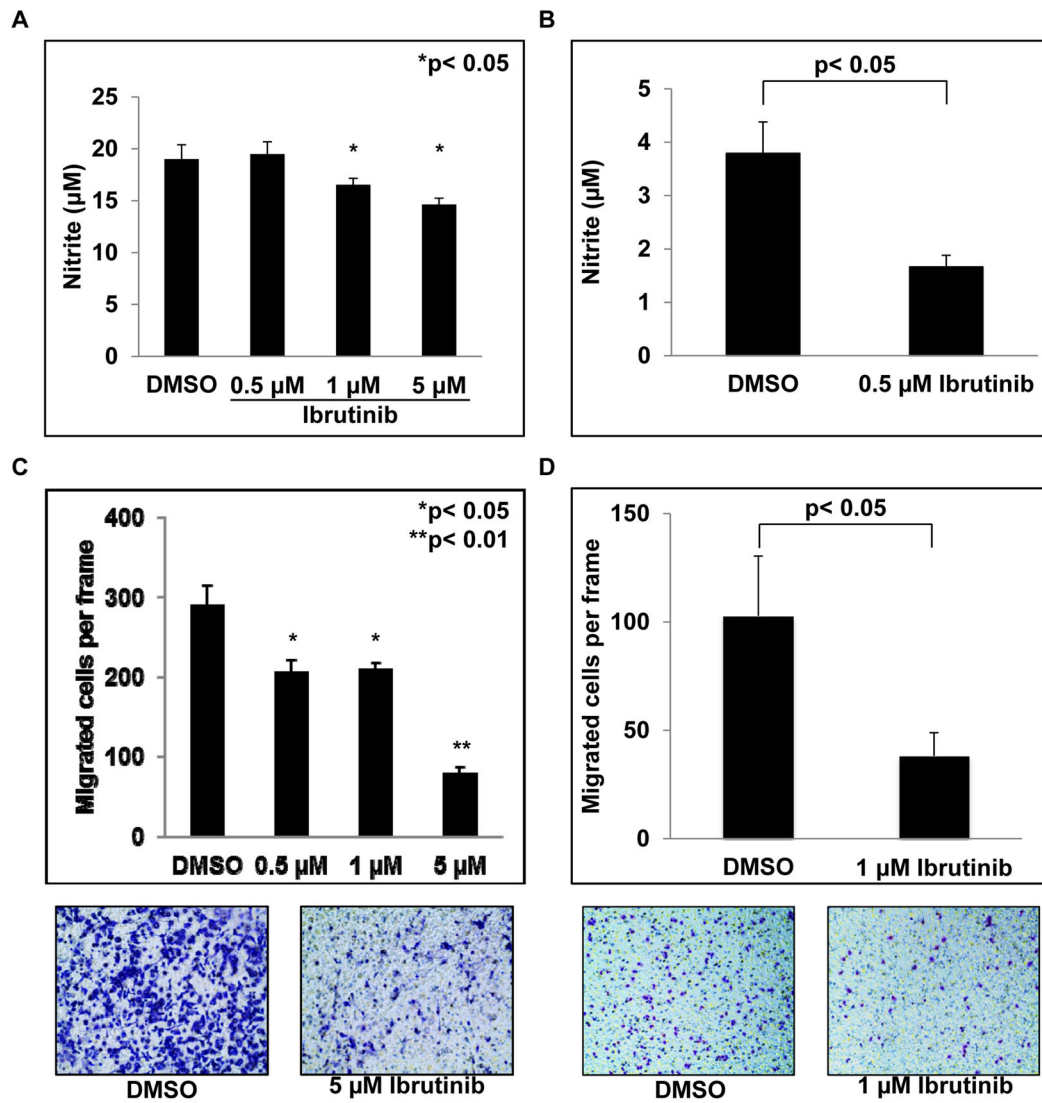 A
*p< 0.05
Nitrite (µM)
25
20
15
10
5
0
*
*
DMSO 0.5 µM 1 µM 5 µM
Ibrutinib
B
p< 0.05
Nitrite (µM)
5
4
3
2
1
0
DMSO 0.5 µM Ibrutinib
C
*p< 0.05
**p< 0.01
Migrated cells per frame
400
300
200
100
0
*
*
**
DMSO 0.5 µM 1 µM 5 µM
DMSO 5 µM Ibrutinib
D
p< 0.05
Migrated cells per frame
150
100
50
0
DMSO 1 µM Ibrutinib
DMSO 1 µM Ibrutinib